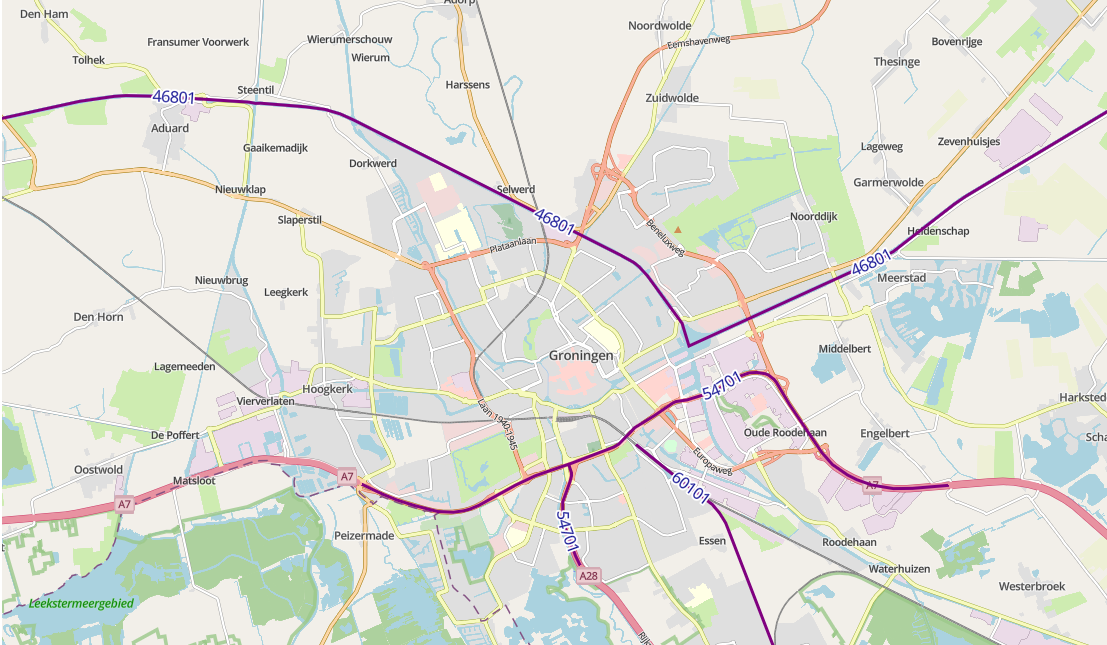 Adorp
Den Ham
Noordwolde
Fransumer Voorwerk
Wierumerschouw
Eemshavenweg
Bovenrijge
Tolhek
Wierum
Thesinge
Steentil
Harssens
46801
Zuidwolde
Aduard
Gaaikemadijk
Lageweg
Zevenhuisjes
Dorkwerd
Garmerwolde
Nieuwklap
Selwerd
Slaperstil
46801
Noorddijk
Beneluxweg
Heidenschap
Plataanlaan
46801
Nieuwbrug
Meerstad
Leegkerk
Den Horn
Middelbert
Groningen
Lagemeeden
Hoogkerk
54701
Vierverlaten
Harkstede
Laan 1940-1945
De Poffert
Oude Roodehaan
Engelbert
Oostwold
Europaweg
Matsloot
A7
A7
60101
A7
54701
Peizermade
Essen
Roodehaan
A28
Waterhuizen
Westerbroek
Leekstermeergebied